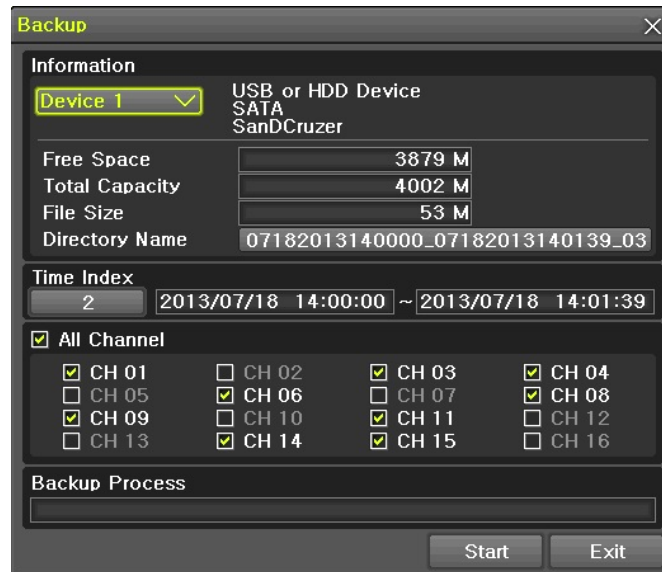 Backup
Information
Device 1
USB or HDD Device
SATA
SanDCruzer
Free Space 3879 M
Total Capacity 4002 M
File Size 53 M
Directory Name 07182013140000_07182013140139_03
Time Index
2 2013/07/18 14:00:00 ~ 2013/07/18 14:01:39
All Channel
CH 01 CH 02 CH 03 CH 04
CH 05 CH 06 CH 07 CH 08
CH 09 CH 10 CH 11 CH 12
CH 13 CH 14 CH 15 CH 16
Backup Process
Start Exit